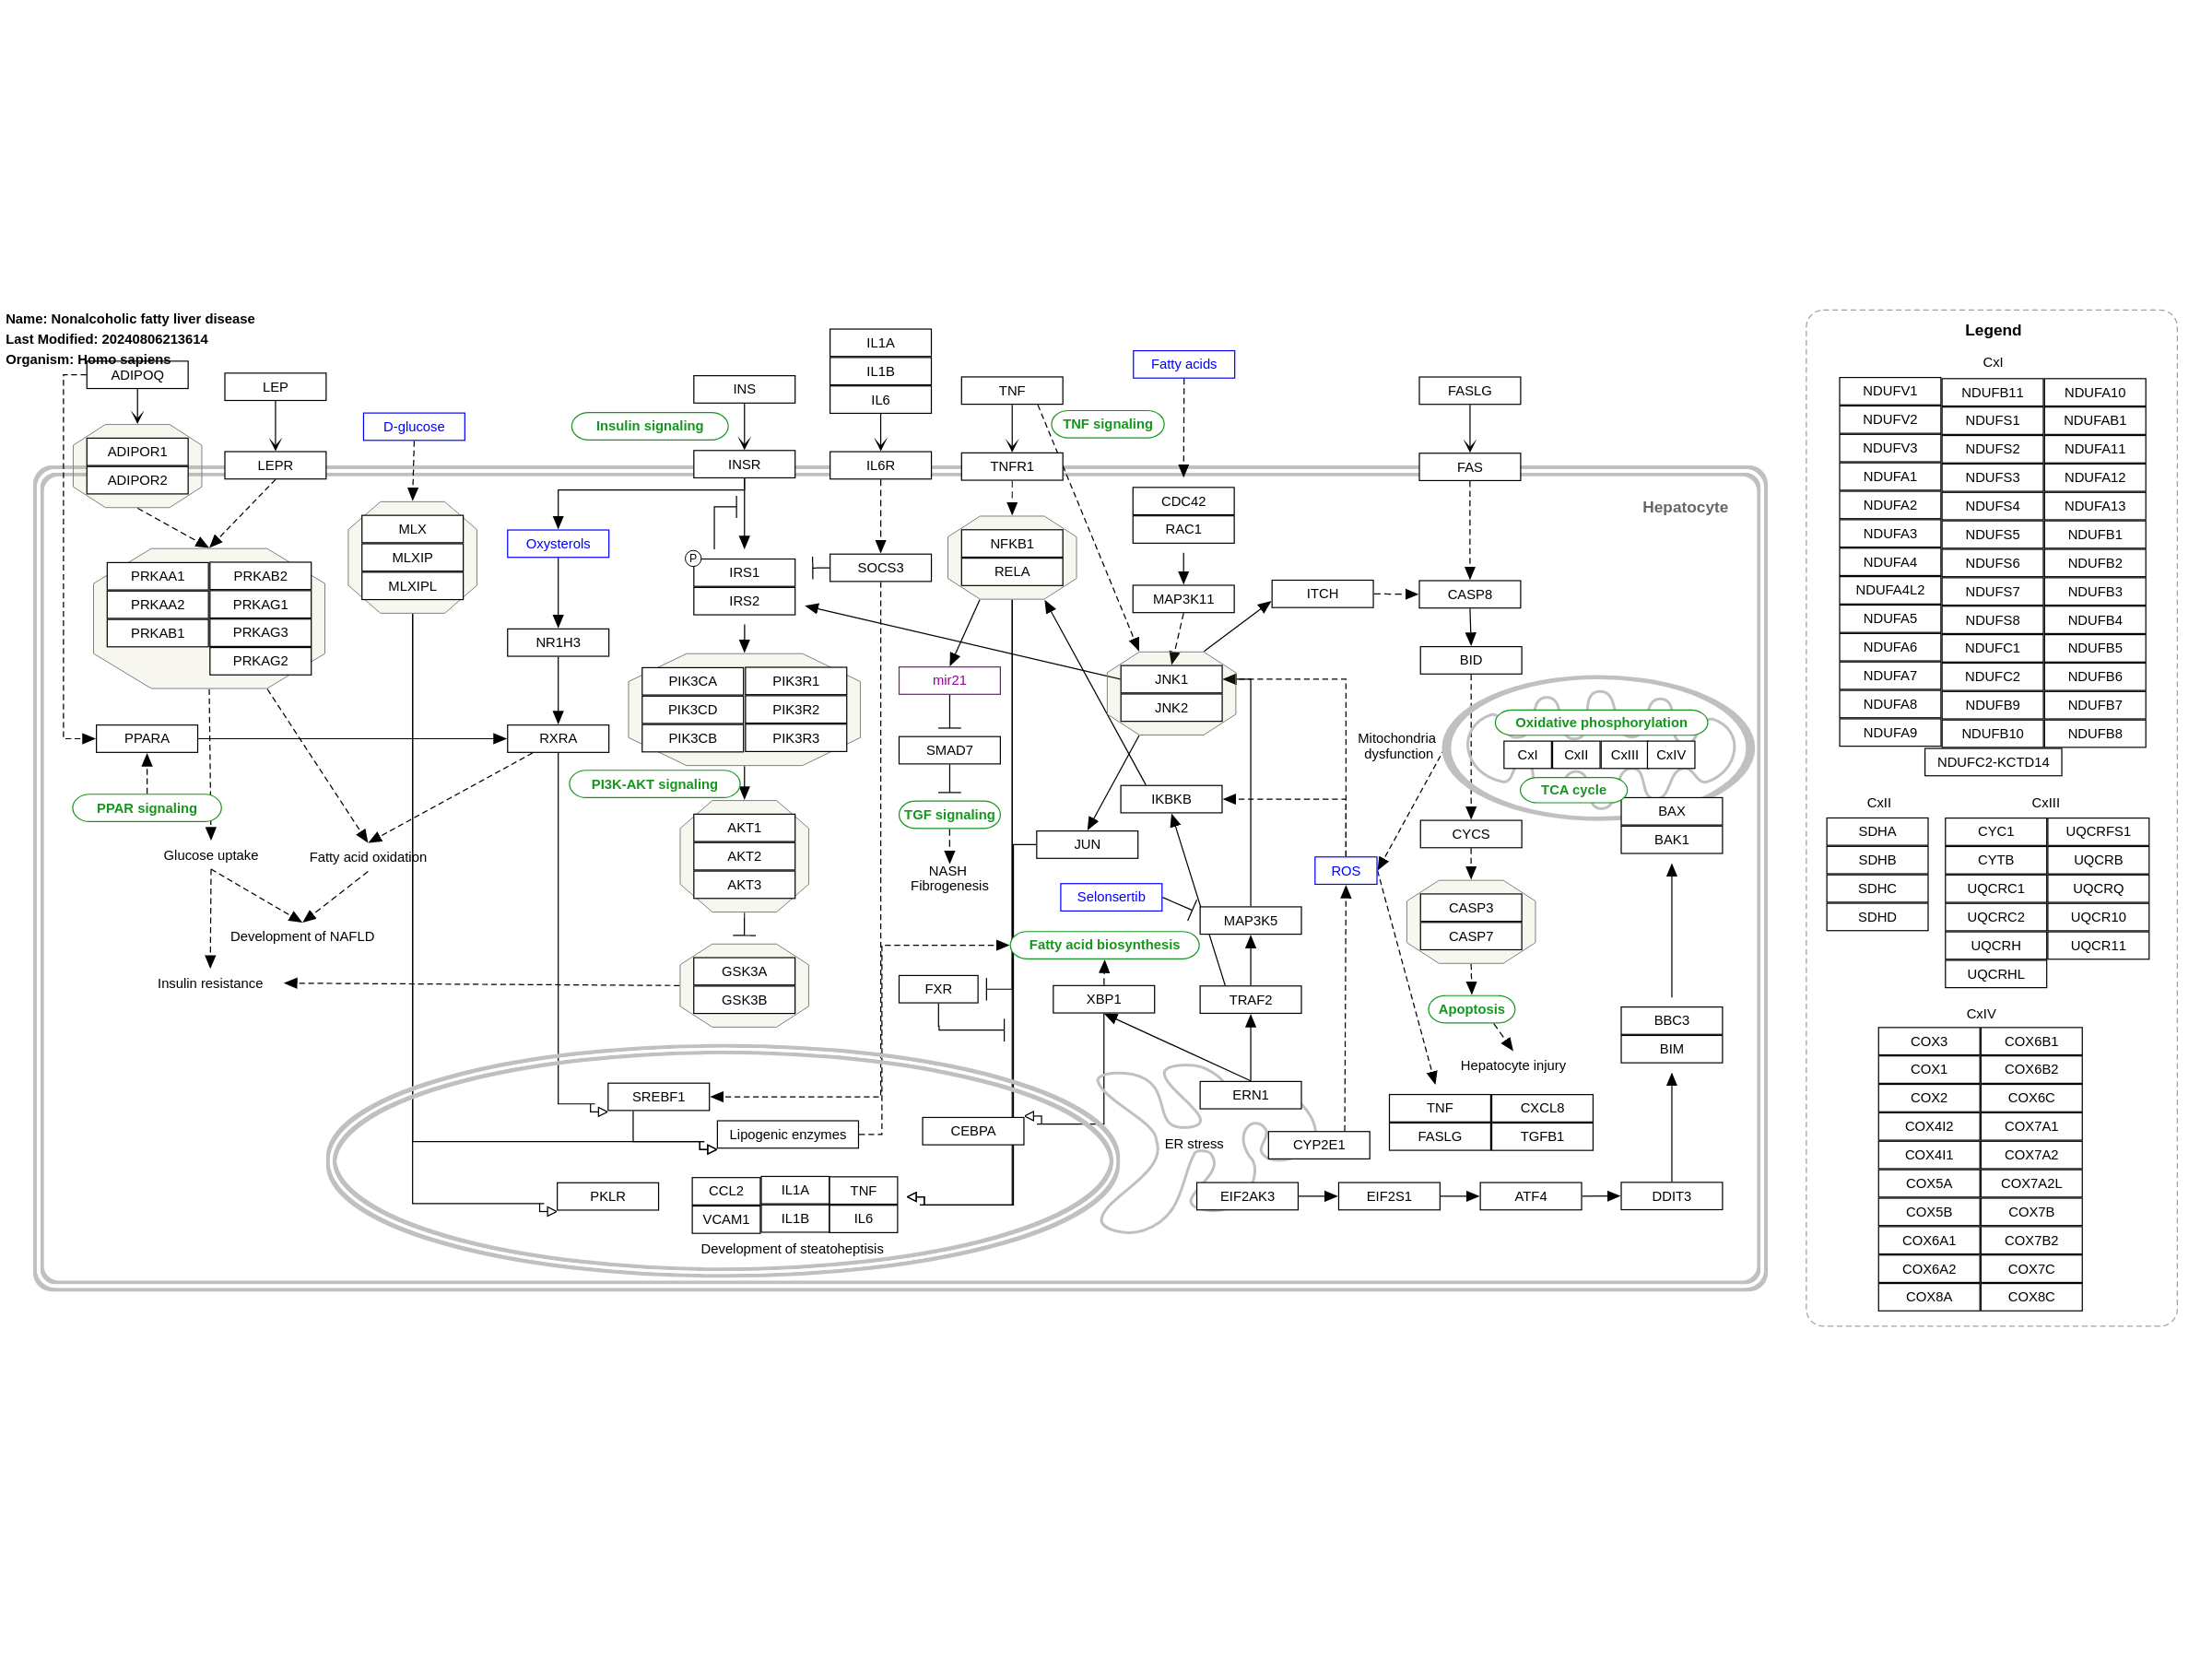 Name: Nonalcoholic fatty liver disease
Last Modified: 20240806213614
Organism: Homo sapiens
ADIPOQ
LEP
D-glucose
ADIPOR1
ADIPOR2
LEPR
MLX
MLXIP
MLXIPL
PRKAA1
PRKAA2
PRKAB1
PRKAB2
PRKAG1
PRKAG3
PRKAG2
PPARA
PPAR signaling
Glucose uptake
Fatty acid oxidation
Development of NAFLD
Insulin resistance
Insulin signaling
INS
INSR
Oxysterols
NR1H3
RXRA
P
IRS1
IRS2
PIK3CA
PIK3CD
PIK3CB
PIK3R1
PIK3R2
PIK3R3
PI3K-AKT signaling
AKT1
AKT2
AKT3
GSK3A
GSK3B
IL1A
IL1B
IL6
IL6R
SOCS3
TNF
TNFR1
TNF signaling
NFKB1
RELA
mir21
SMAD7
TGF signaling
NASH
Fibrogenesis
Fatty acids
CDC42
RAC1
MAP3K11
JNK1
JNK2
IKBKB
JUN
Selonsertib
MAP3K5
Fatty acid biosynthesis
FXR
XBP1
TRAF2
ERN1
ER stress
CYP2E1
EIF2AK3
EIF2S1
ATF4
DDIT3
SREBF1
Lipogenic enzymes
CEBPA
PKLR
CCL2
VCAM1
IL1A
IL1B
TNF
IL6
Development of steatoheptisis
FASLG
FAS
Hepatocyte
ITCH
CASP8
BID
Mitochondria
dysfunction
Oxidative phosphorylation
CxI
CxII
CxIII
CxIV
TCA cycle
BAX
BAK1
CYCS
ROS
CASP3
CASP7
Apoptosis
Hepatocyte injury
BBC3
BIM
TNF
FASLG
CXCL8
TGFB1
Legend
CxI
NDUFV1
NDUFV2
NDUFV3
NDUFA1
NDUFA2
NDUFA3
NDUFA4
NDUFA4L2
NDUFA5
NDUFA6
NDUFA7
NDUFA8
NDUFA9
NDUFB11
NDUFS1
NDUFS2
NDUFS3
NDUFS4
NDUFS5
NDUFS6
NDUFS7
NDUFS8
NDUFC1
NDUFC2
NDUFB9
NDUFB10
NDUFA10
NDUFAB1
NDUFA11
NDUFA12
NDUFA13
NDUFB1
NDUFB2
NDUFB3
NDUFB4
NDUFB5
NDUFB6
NDUFB7
NDUFB8
NDUFC2-KCTD14
CxII
SDHA
SDHB
SDHC
SDHD
CxIII
CYC1
CYTB
UQCRC1
UQCRC2
UQCRH
UQCRHL
UQCRFS1
UQCRB
UQCRQ
UQCR10
UQCR11
CxIV
COX3
COX1
COX2
COX4I2
COX4I1
COX5A
COX5B
COX6A1
COX6A2
COX8A
COX6B1
COX6B2
COX6C
COX7A1
COX7A2
COX7A2L
COX7B
COX7B2
COX7C
COX8C